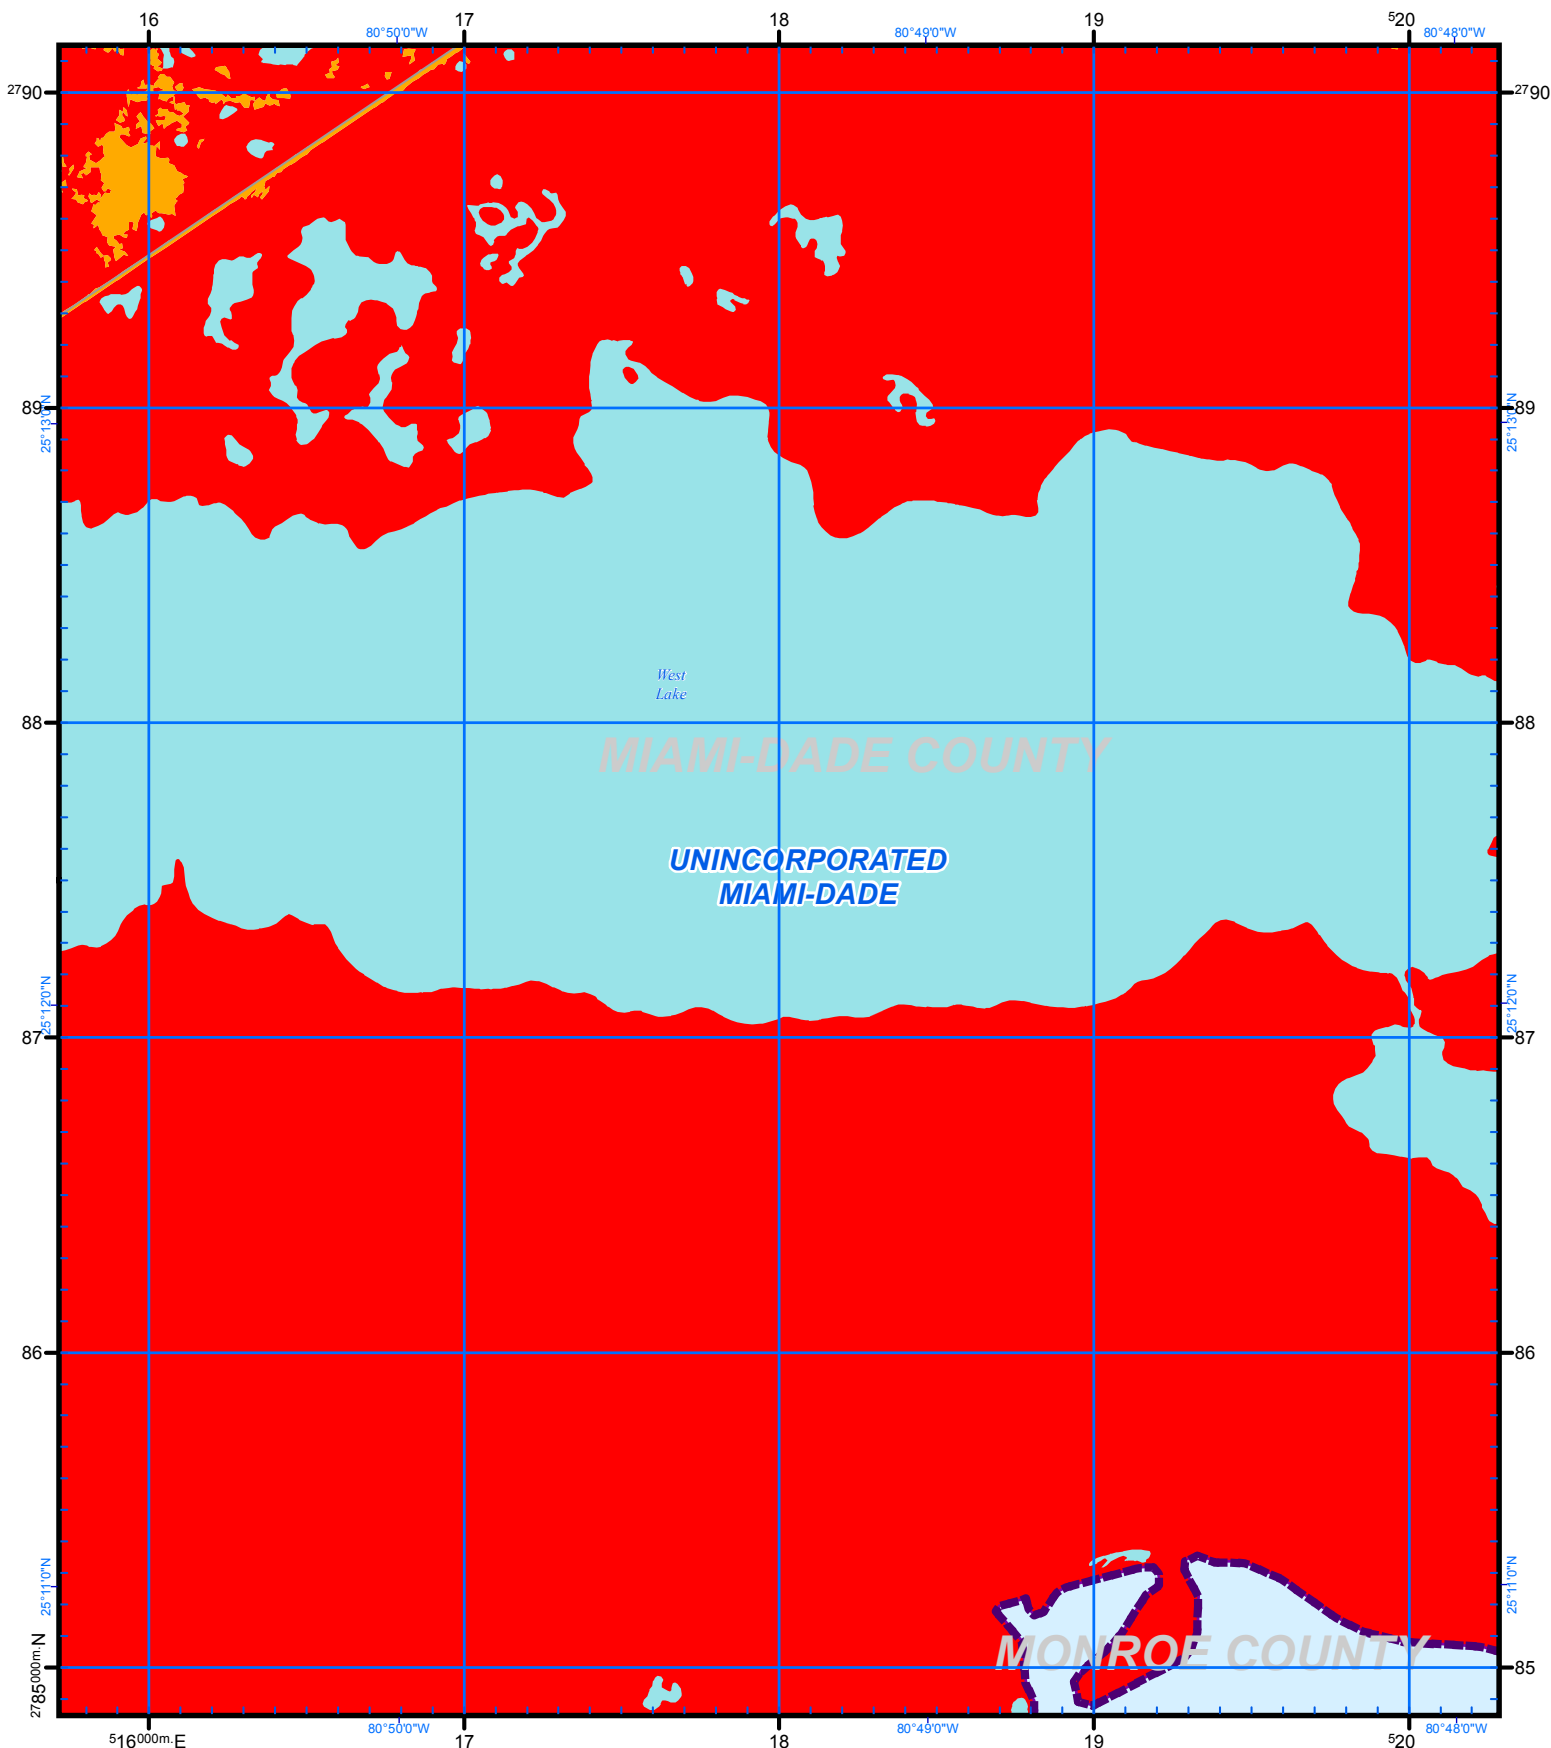 16 17 18 19 520
80°50'0"W 80°49'0"W 80°48'0"W
2790 2790
89 89
25°13'0"N 25°13'0"N
West
Lake
88 88
MIAMI-DADE COUNTY
UNINCORPORATED
MIAMI-DADE
25°12'0"N 25°12'0"N
87 87
86 86
25°11'0"N 25°11'0"N
MONROE COUNTY
2785000m.N 85
80°50'0"W 80°49'0"W 80°48'0"W
516000m.E 17 18 19 520